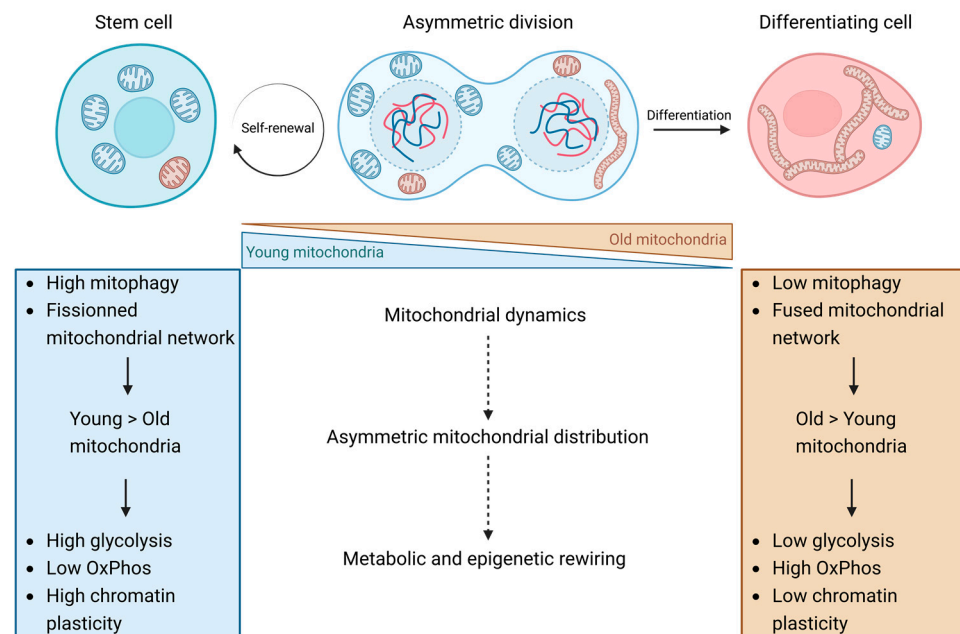 Stem cell
Asymmetric division
Differentiating cell
Self-renewal
Differentiation
Old mitochondria
Young mitochondria
• High mitophagy
• Fissionned
mitochondrial network
Young > Old
mitochondria
• High glycolysis
• Low OxPhos
• High chromatin
plasticity
Mitochondrial dynamics
Asymmetric mitochondrial distribution
Metabolic and epigenetic rewiring
• Low mitophagy
• Fused mitochondrial
network
Old > Young
mitochondria
• Low glycolysis
• High OxPhos
• Low chromatin
plasticity